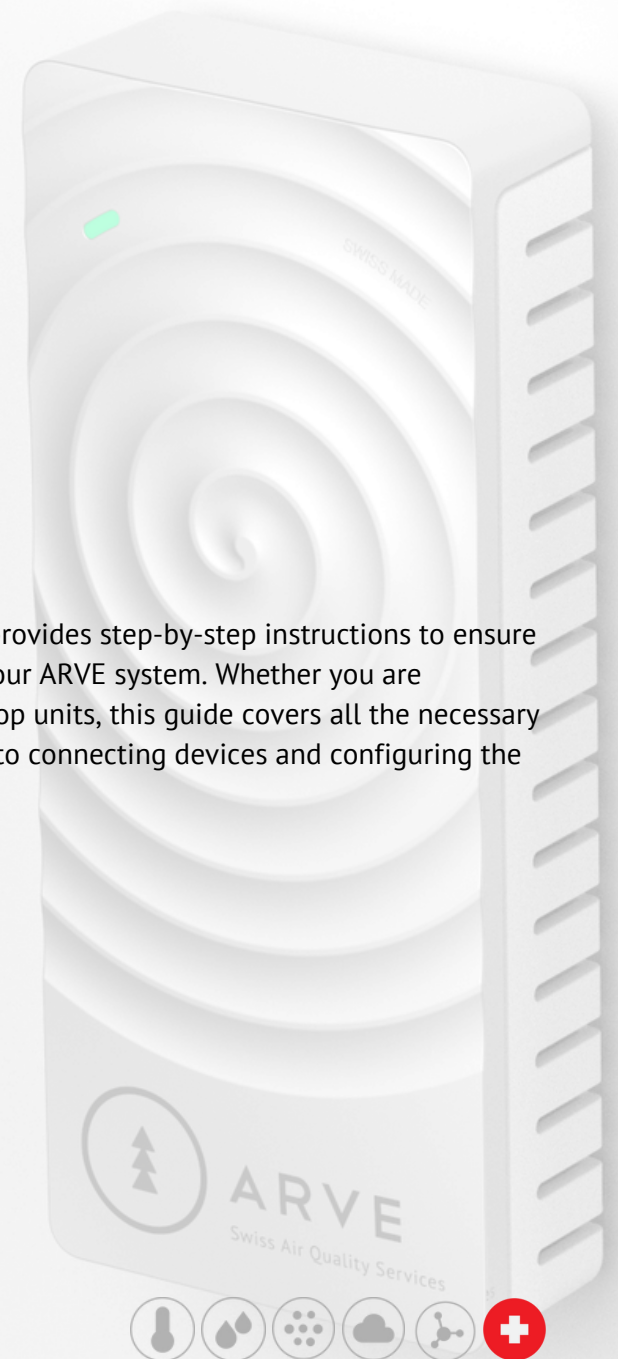 SWISS MADE
rovides step-by-step instructions to ensure
our ARVE system. Whether you are
op units, this guide covers all the necessary
to connecting devices and configuring the
ARVE
Swiss Air Quality Services